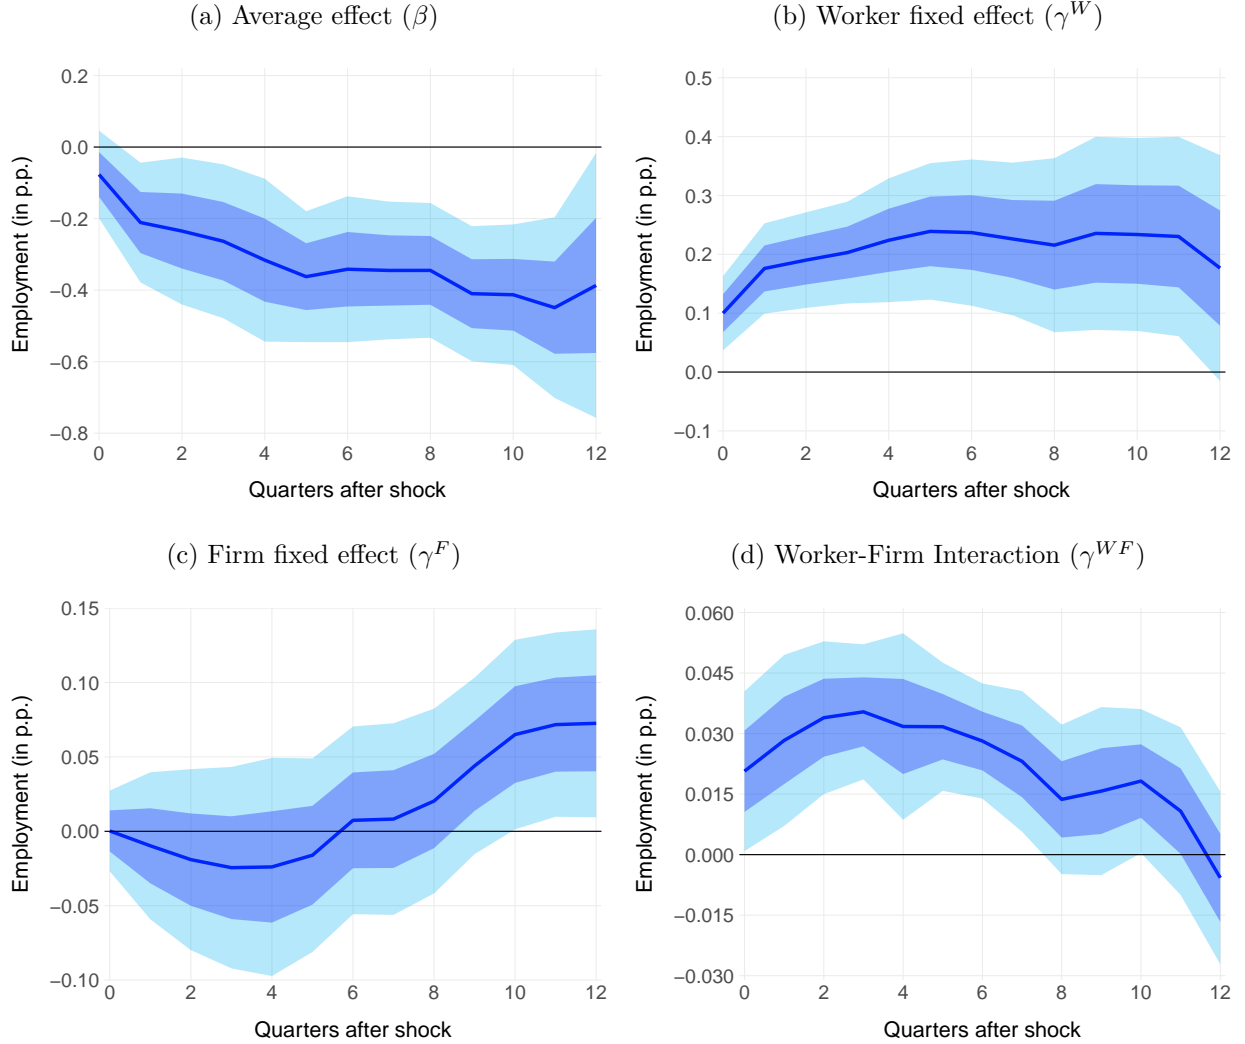 (a) Average effect (β)
0.2
0.0
−0.2
−0.4
−0.6
−0.8
Employment (in p.p.)
0 2 4 6 8 10 12
Quarters after shock
(b) Worker fixed effect (γ^W)
0.5
0.4
0.3
0.2
0.1
0.0
−0.1
Employment (in p.p.)
0 2 4 6 8 10 12
Quarters after shock
(c) Firm fixed effect (γ^F)
0.15
0.10
0.05
0.00
−0.05
−0.10
Employment (in p.p.)
0 2 4 6 8 10 12
Quarters after shock
(d) Worker-Firm Interaction (γ^{WF})
0.060
0.045
0.030
0.015
0.000
−0.015
−0.030
Employment (in p.p.)
0 2 4 6 8 10 12
Quarters after shock